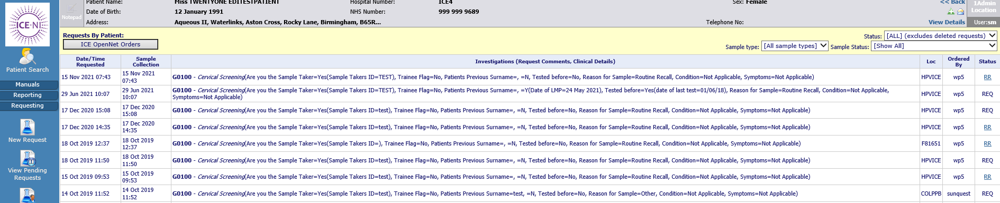 Patient Name: Miss TWENTYONE EDITESTPATIENT Hospital Number: ICE4 Sex: Female << Back 1Admin
Location
Notepad Date of Birth: 12 January 1991 NHS Number: 999 999 9689
Address: Aqueous II, Waterlinks, Aston Cross, Rocky Lane, Birmingham, B65R... Telephone No: View Details User:sm
ICE-NI
Patient Search
Manuals
Reporting
Requesting
New Request
View Pending
Requests
Requests By Patient:
ICE OpenNet Orders
Status: [ALL] (excludes deleted requests)
Sample type: [All sample types] Sample Status: [Show All]
Date/Time Requested Sample Collection Investigations (Request Comments, Clinical Details) Loc Ordered By Status
15 Nov 2021 07:43 15 Nov 2021 07:43 G0100 - Cervical Screening(Are you the Sample Taker=Yes(Sample Takers ID=TEST), Trainee Flag=No, Patients Previous Surname=, =N, Tested before=No, Reason for Sample=Routine Recall, Condition=Not Applicable, Symptoms=Not Applicable) HPVICE wp5 RR
29 Jun 2021 10:07 29 Jun 2021 10:07 G0100 - Cervical Screening(Are you the Sample Taker=Yes(Sample Takers ID=TEST), Trainee Flag=No, Patients Previous Surname=, =Y(Date of LMP=24 May 2021), Tested before=Yes(date of last test=01/06/18), Reason for Sample=Routine Recall, Condition=Not Applicable,
Symptoms=Not Applicable) HPVICE wp5 REQ
17 Dec 2020 15:08 17 Dec 2020 15:08 G0100 - Cervical Screening(Are you the Sample Taker=Yes(Sample Takers ID=test), Trainee Flag=No, Patients Previous Surname=, =N, Tested before=No, Reason for Sample=Routine Recall, Condition=Not Applicable, Symptoms=Not Applicable) HPVICE wp5 REQ
17 Dec 2020 14:35 17 Dec 2020 14:35 G0100 - Cervical Screening(Are you the Sample Taker=Yes(Sample Takers ID=test), Trainee Flag=No, Patients Previous Surname=, =N, Tested before=No, Reason for Sample=Routine Recall, Condition=Not Applicable, Symptoms=Not Applicable) HPVICE wp5 RR
18 Oct 2019 12:37 18 Oct 2019 12:37 G0100 - Cervical Screening(Are you the Sample Taker=Yes(Sample Takers ID=), Trainee Flag=No, Patients Previous Surname=, =N, Tested before=No, Reason for Sample=Routine Recall, Condition=Not Applicable, Symptoms=Not Applicable) F81651 wp5 RR
18 Oct 2019 11:50 18 Oct 2019 11:50 G0100 - Cervical Screening(Are you the Sample Taker=Yes(Sample Takers ID=test), Trainee Flag=No, Patients Previous Surname=, =N, Tested before=No, Reason for Sample=Routine Recall, Condition=Not Applicable, Symptoms=Not Applicable) HPVICE wp5 REQ
15 Oct 2019 09:53 15 Oct 2019 09:53 G0100 - Cervical Screening(Are you the Sample Taker=Yes(Sample Takers ID=test), Trainee Flag=No, Patients Previous Surname=, =N, Tested before=No, Reason for Sample=Routine Recall, Condition=Not Applicable, Symptoms=Not Applicable) HPVICE wp5 RR
14 Oct 2019 11:52 14 Oct 2019 11:52 G0100 - Cervical Screening(Are you the Sample Taker=Yes(Sample Takers ID=test), Trainee Flag=No, Patients Previous Surname=test, =N, Tested before=No, Reason for Sample=Other, Condition=Not Applicable, Symptoms=Not Applicable) COLPPB sunquest REQ